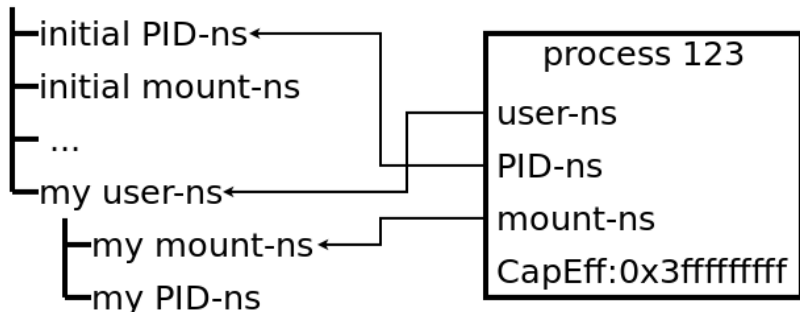 initial PID-ns
initial mount-ns
...
my user-ns
my mount-ns
my PID-ns
process 123
user-ns
PID-ns
mount-ns
CapEff:0x3fffffffff